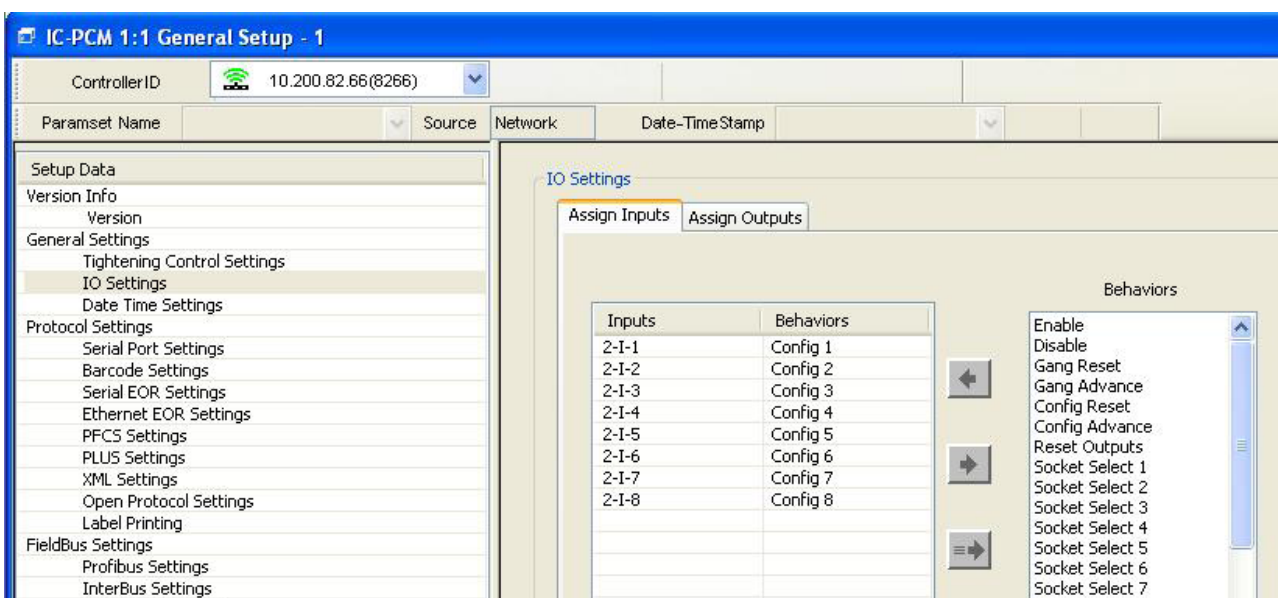 IC-PCM 1:1 General Setup - 1
ControllerID 10.200.82.66(8266)
Paramset Name Source Network Date-TimeStamp
Setup Data
Version Info
Version
General Settings
Tightening Control Settings
IO Settings
Date Time Settings
Protocol Settings
Serial Port Settings
Barcode Settings
Serial EOR Settings
Ethernet EOR Settings
PFCS Settings
PLUS Settings
XML Settings
Open Protocol Settings
Label Printing
FieldBus Settings
Profibus Settings
InterBus Settings
IO Settings
Assign Inputs Assign Outputs
Inputs Behaviors
2-I-1 Config 1
2-I-2 Config 2
2-I-3 Config 3
2-I-4 Config 4
2-I-5 Config 5
2-I-6 Config 6
2-I-7 Config 7
2-I-8 Config 8
Behaviors
Enable
Disable
Gang Reset
Gang Advance
Config Reset
Config Advance
Reset Outputs
Socket Select 1
Socket Select 2
Socket Select 3
Socket Select 4
Socket Select 5
Socket Select 6
Socket Select 7